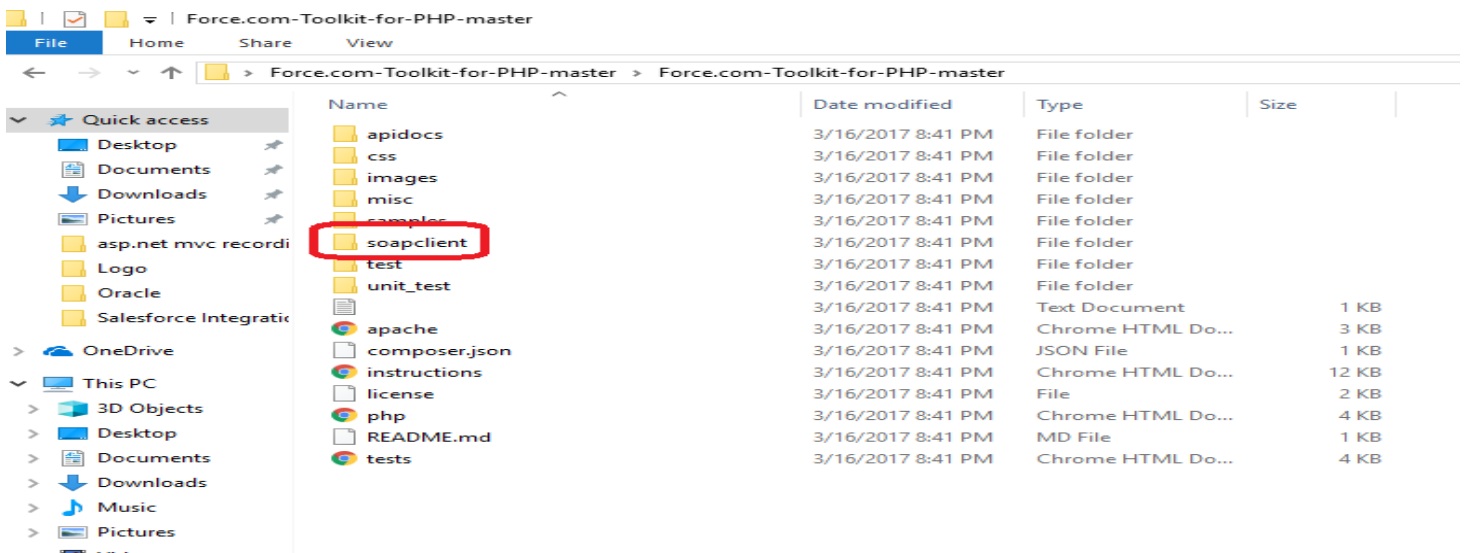 Force.com-Toolkit-for-PHP-master
File Home Share View
Force.com-Toolkit-for-PHP-master > Force.com-Toolkit-for-PHP-master
Quick access
Desktop
Documents
Downloads
Pictures
asp.net mvc recordi
Logo
Oracle
Salesforce Integratic
OneDrive
This PC
3D Objects
Desktop
Documents
Downloads
Music
Pictures
Name Date modified Type Size
apidocs 3/16/2017 8:41 PM File folder
css 3/16/2017 8:41 PM File folder
images 3/16/2017 8:41 PM File folder
misc 3/16/2017 8:41 PM File folder
samples 3/16/2017 8:41 PM File folder
soapclient 3/16/2017 8:41 PM File folder
test 3/16/2017 8:41 PM File folder
unit_test 3/16/2017 8:41 PM File folder
3/16/2017 8:41 PM Text Document 1 KB
apache 3/16/2017 8:41 PM Chrome HTML Do... 3 KB
composer.json 3/16/2017 8:41 PM JSON File 1 KB
instructions 3/16/2017 8:41 PM Chrome HTML Do... 12 KB
license 3/16/2017 8:41 PM File 2 KB
php 3/16/2017 8:41 PM Chrome HTML Do... 4 KB
README.md 3/16/2017 8:41 PM MD File 1 KB
tests 3/16/2017 8:41 PM Chrome HTML Do... 4 KB